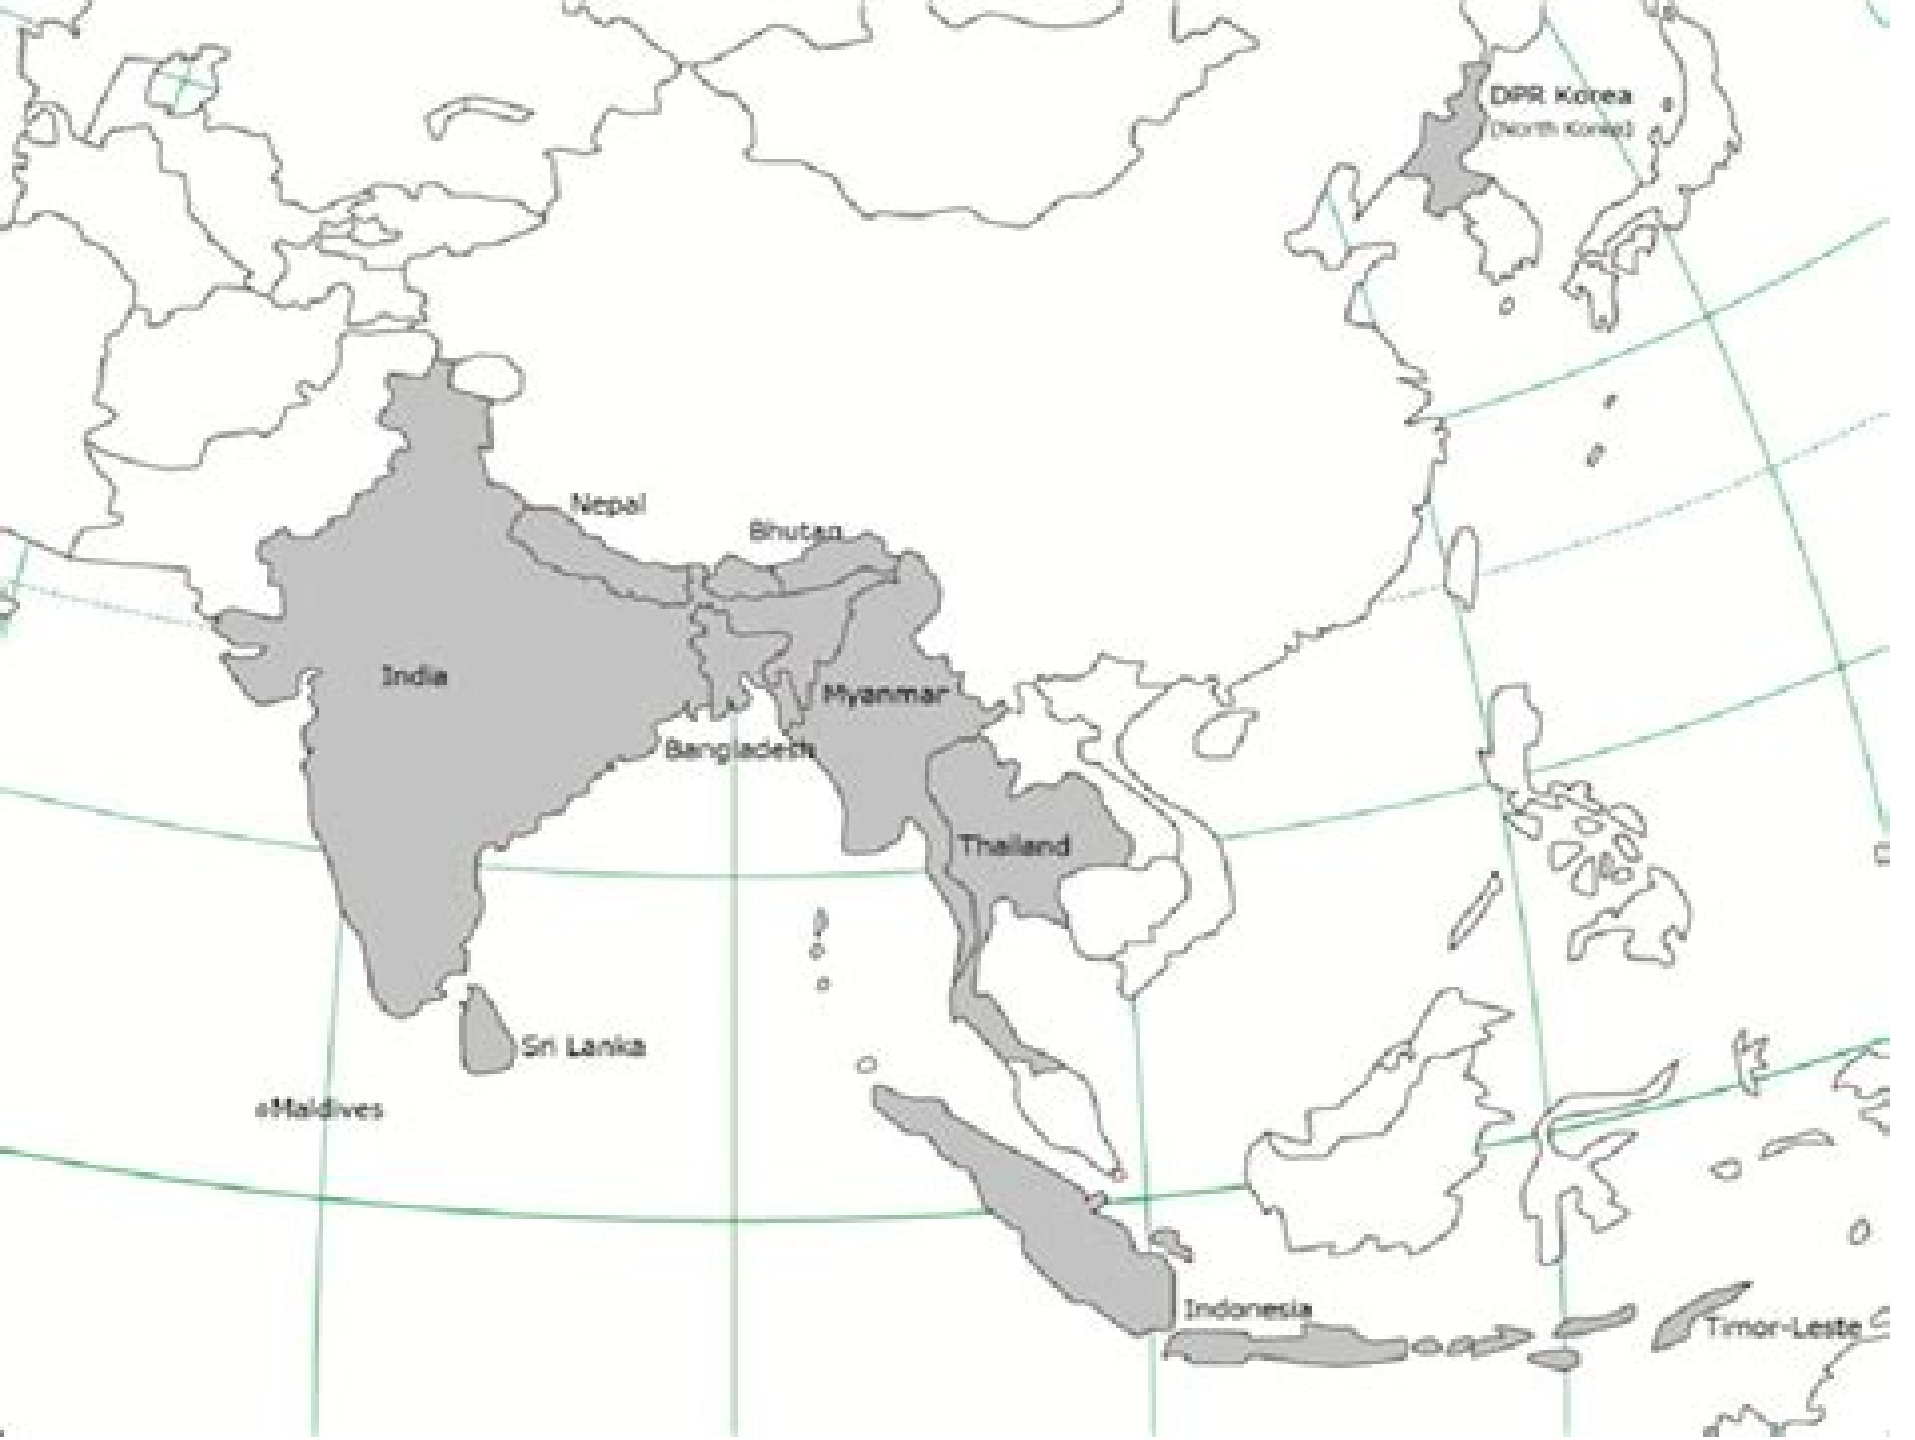 DPR Korea
(North Korea)
Nepal
Bhutan
India
Myanmar
Bangladesh
Thailand
Sri Lanka
Maldives
Indonesia
Timor-Leste